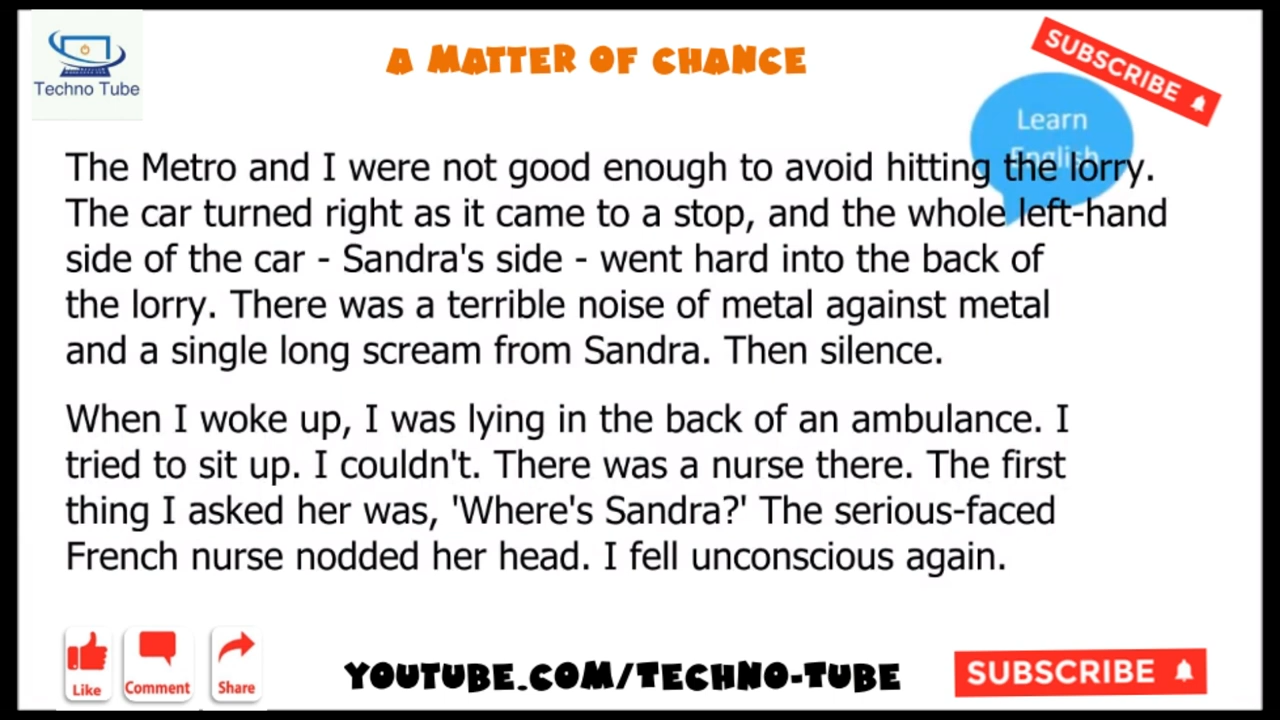 A MATTER OF CHANCE
SUBSCRIBE
Techno Tube
Learn
English
The Metro and I were not good enough to avoid hitting the lorry.
The car turned right as it came to a stop, and the whole left-hand
side of the car - Sandra's side - went hard into the back of
the lorry. There was a terrible noise of metal against metal
and a single long scream from Sandra. Then silence.
When I woke up, I was lying in the back of an ambulance. I
tried to sit up. I couldn't. There was a nurse there. The first
thing I asked her was, 'Where's Sandra?' The serious-faced
French nurse nodded her head. I fell unconscious again.
Like
Comment
Share
YOUTUBE.COM/TECHNO-TUBE
SUBSCRIBE